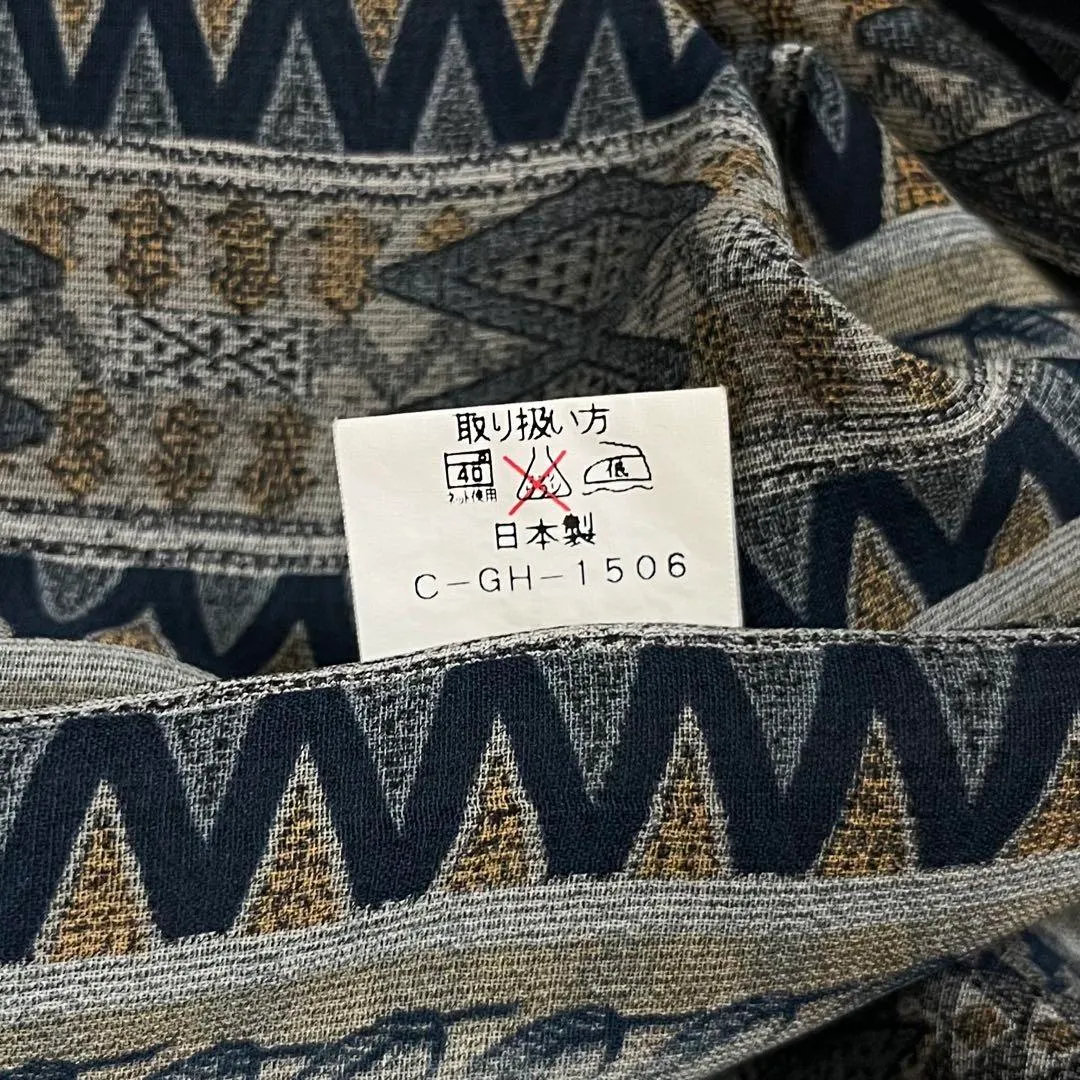 取り扱い方
40 低
ネット使用
日本製
C-GH-1506